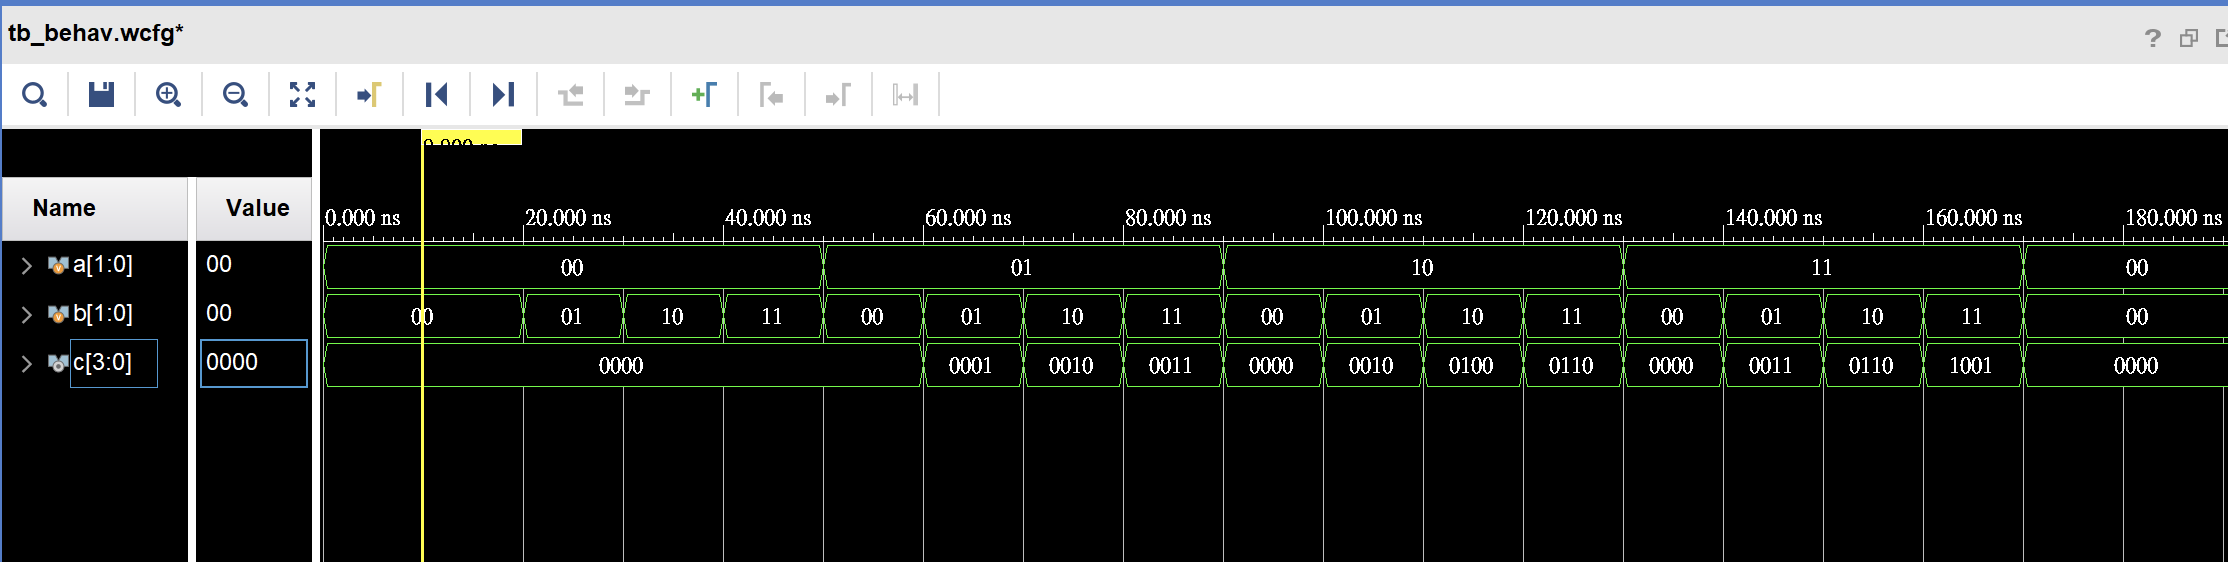 tb_behav.wcfg*
?
Name Value
0.000 ns 20.000 ns 40.000 ns 60.000 ns 80.000 ns 100.000 ns 120.000 ns 140.000 ns 160.000 ns 180.000 ns
a[1:0] 00 00 01 10 11 00
b[1:0] 00 00 01 10 11 00 01 10 11 00 01 10 11 00 01 10 11 00
c[3:0] 0000 0000 0001 0010 0011 0000 0010 0100 0110 0000 0011 0110 1001 0000